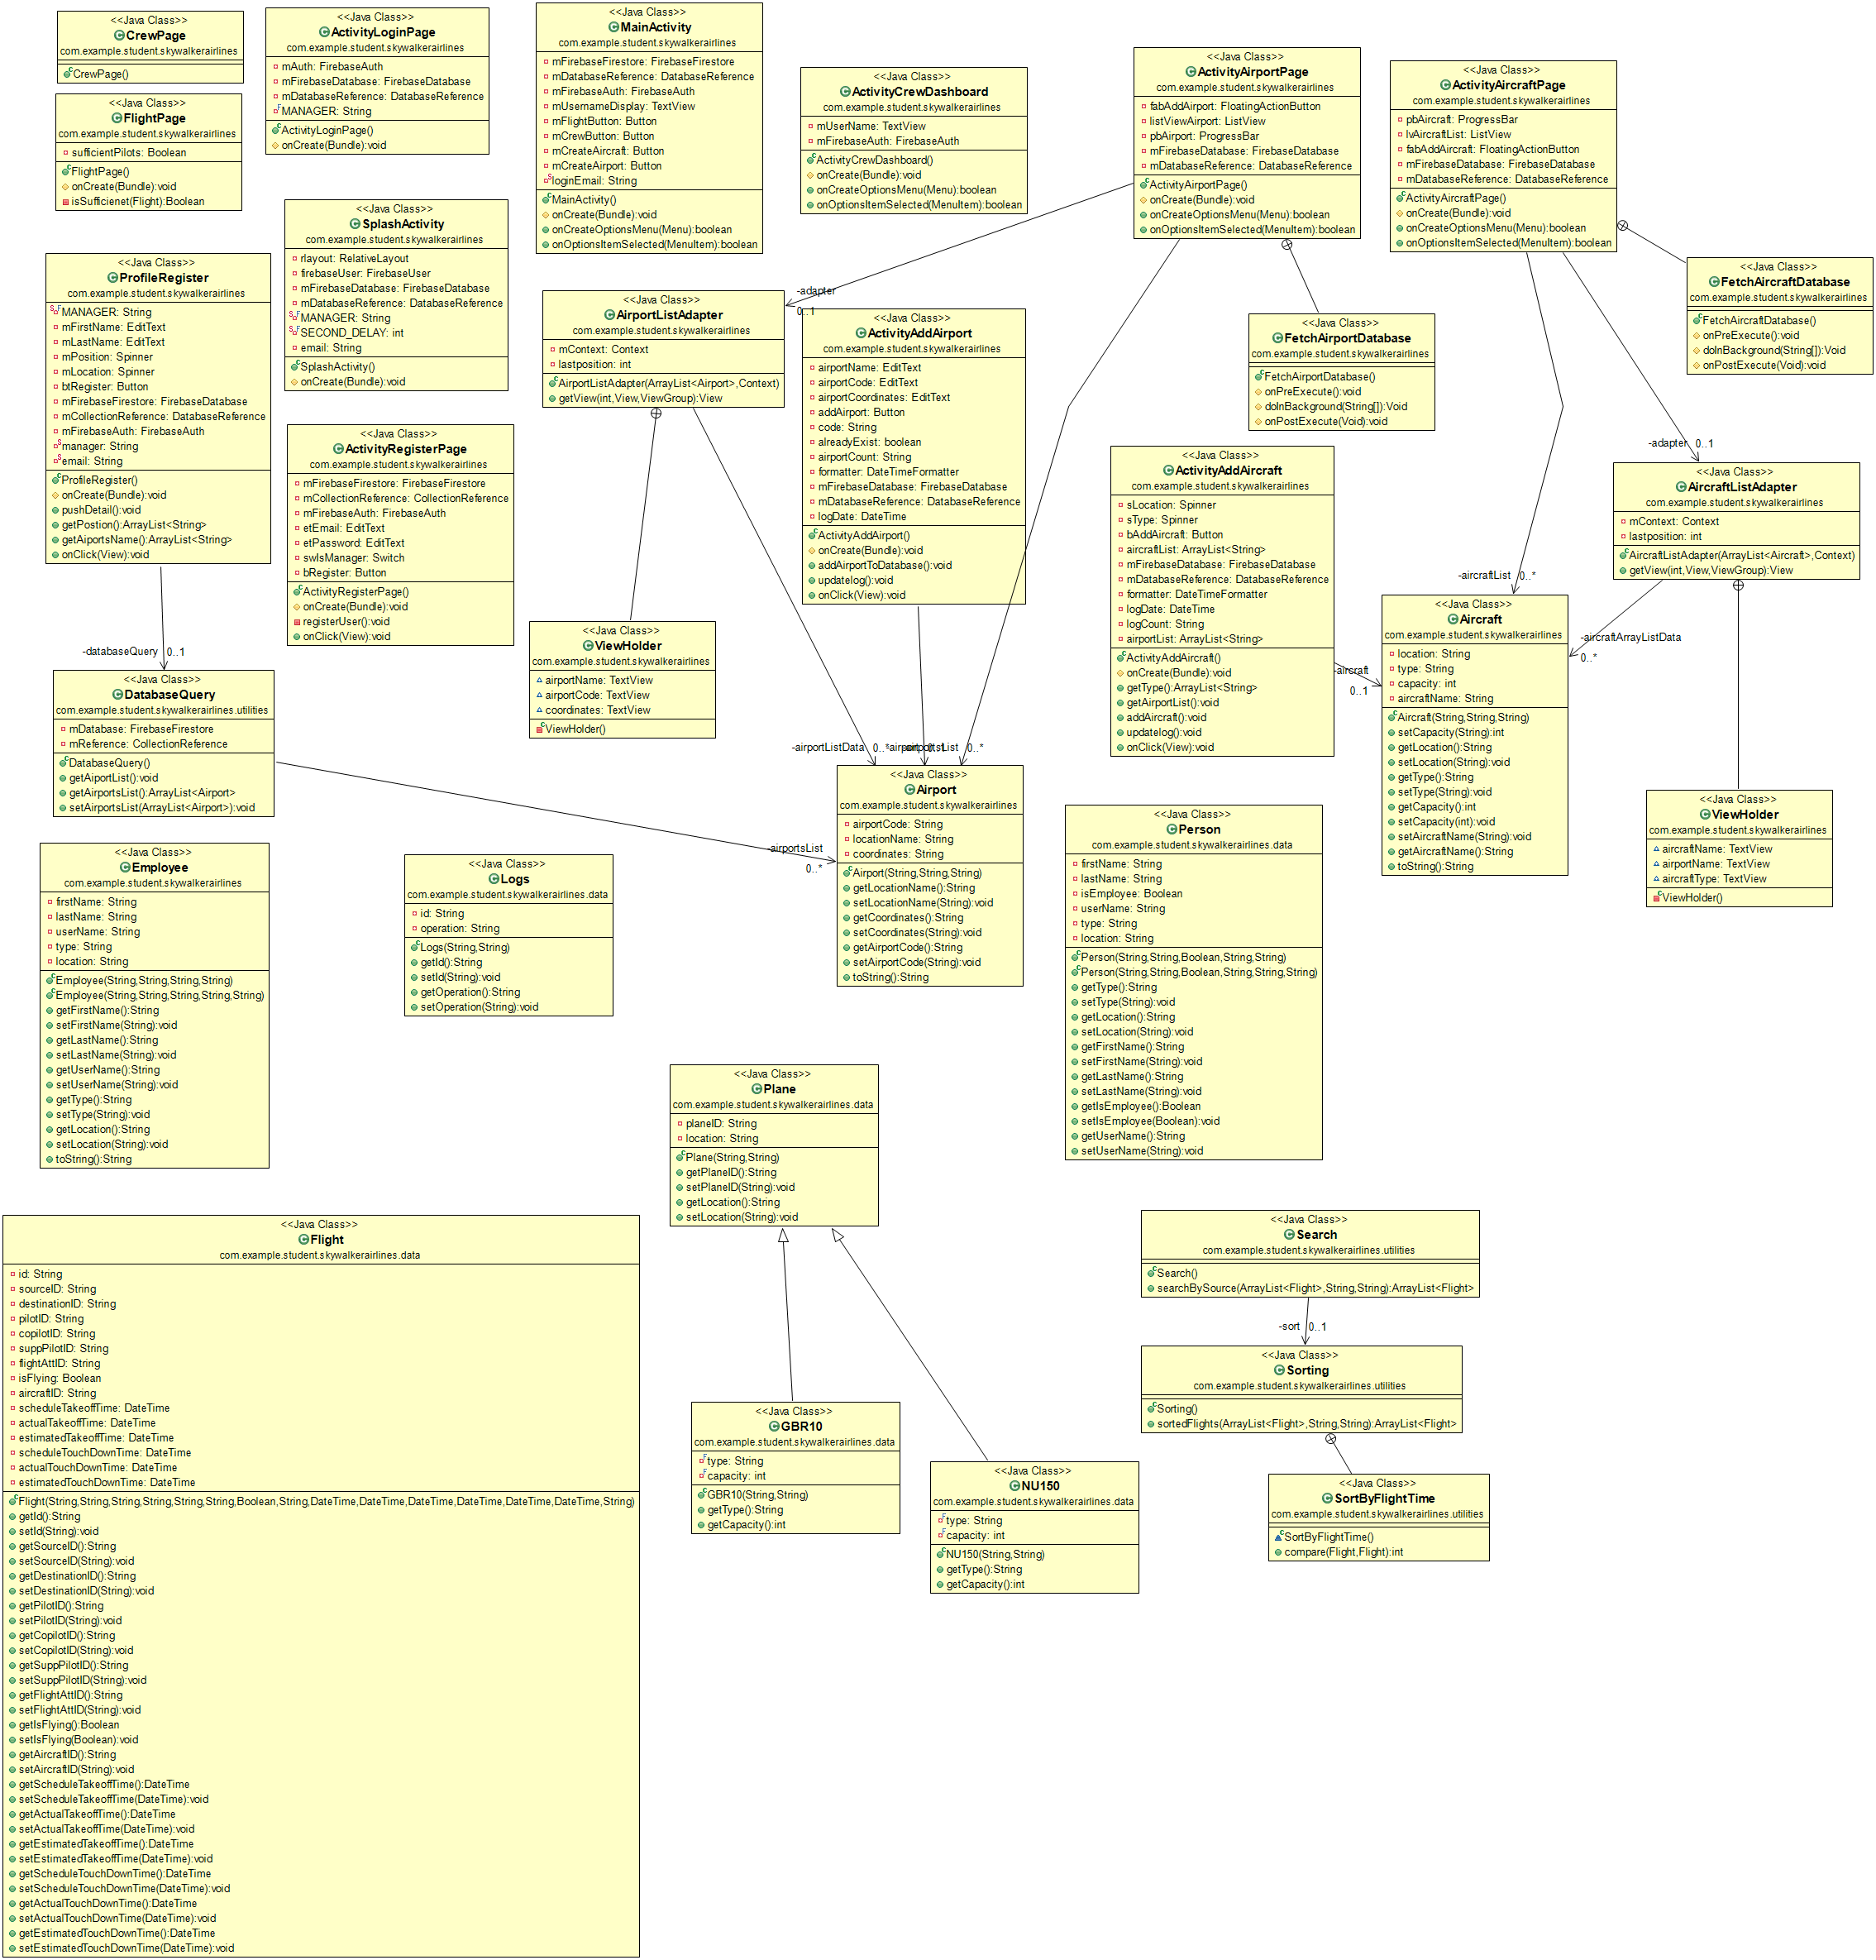 <<Java Class>>
CrewPage
com.example.student.skywalkerairlines
CrewPage()
<<Java Class>>
FlightPage
com.example.student.skywalkerairlines
sufficientPilots: Boolean
FlightPage()
onCreate(Bundle):void
isSufficienet(Flight):Boolean
<<Java Class>>
ActivityLoginPage
com.example.student.skywalkerairlines
mAuth: FirebaseAuth
mFirebaseDatabase: FirebaseDatabase
mDatabaseReference: DatabaseReference
MANAGER: String
ActivityLoginPage()
onCreate(Bundle):void
<<Java Class>>
MainActivity
com.example.student.skywalkerairlines
mFirebaseFirestore: FirebaseFirestore
mDatabaseReference: DatabaseReference
mFirebaseAuth: FirebaseAuth
mUsernameDisplay: TextView
mFlightButton: Button
mCrewButton: Button
mCreateAircraft: Button
mCreateAirport: Button
loginEmail: String
MainActivity()
onCreate(Bundle):void
onCreateOptionsMenu(Menu):boolean
onOptionsItemSelected(MenuItem):boolean
<<Java Class>>
ActivityCrewDashboard
com.example.student.skywalkerairlines
mUserName: TextView
mFirebaseAuth: FirebaseAuth
ActivityCrewDashboard()
onCreate(Bundle):void
onCreateOptionsMenu(Menu):boolean
onOptionsItemSelected(MenuItem):boolean
<<Java Class>>
ActivityAirportPage
com.example.student.skywalkerairlines
fabAddAirport: FloatingActionButton
listViewAirport: ListView
pbAirport: ProgressBar
mFirebaseDatabase: FirebaseDatabase
mDatabaseReference: DatabaseReference
ActivityAirportPage()
onCreate(Bundle):void
onCreateOptionsMenu(Menu):boolean
onOptionsItemSelected(MenuItem):boolean
<<Java Class>>
ActivityAircraftPage
com.example.student.skywalkerairlines
pbAircraft: ProgressBar
lvAircraftList: ListView
fabAddAircraft: FloatingActionButton
mFirebaseDatabase: FirebaseDatabase
mDatabaseReference: DatabaseReference
ActivityAircraftPage()
onCreate(Bundle):void
onCreateOptionsMenu(Menu):boolean
onOptionsItemSelected(MenuItem):boolean
<<Java Class>>
FetchAircraftDatabase
com.example.student.skywalkerairlines
FetchAircraftDatabase()
onPreExecute():void
doInBackground(String[]):Void
onPostExecute(Void):void
<<Java Class>>
SplashActivity
com.example.student.skywalkerairlines
rlayout: RelativeLayout
firebaseUser: FirebaseUser
mFirebaseDatabase: FirebaseDatabase
mDatabaseReference: DatabaseReference
MANAGER: String
SECOND_DELAY: int
email: String
SplashActivity()
onCreate(Bundle):void
<<Java Class>>
ProfileRegister
com.example.student.skywalkerairlines
MANAGER: String
mFirstName: EditText
mLastName: EditText
mPosition: Spinner
mLocation: Spinner
btRegister: Button
mFirebaseFirestore: FirebaseDatabase
mCollectionReference: DatabaseReference
mFirebaseAuth: FirebaseAuth
manager: String
email: String
ProfileRegister()
onCreate(Bundle):void
pushDetail():void
getPostion():ArrayList<String>
getAiportsName():ArrayList<String>
onClick(View):void
<<Java Class>>
ActivityRegisterPage
com.example.student.skywalkerairlines
mFirebaseFirestore: FirebaseFirestore
mCollectionReference: CollectionReference
mFirebaseAuth: FirebaseAuth
etEmail: EditText
etPassword: EditText
swIsManager: Switch
bRegister: Button
ActivityRegisterPage()
onCreate(Bundle):void
registerUser():void
onClick(View):void
-adapter
0..1
<<Java Class>>
AirportListAdapter
com.example.student.skywalkerairlines
mContext: Context
lastposition: int
AirportListAdapter(ArrayList<Airport>,Context)
getView(int,View,ViewGroup):View
<<Java Class>>
ActivityAddAirport
com.example.student.skywalkerairlines
airportName: EditText
airportCode: EditText
airportCoordinates: EditText
addAirport: Button
code: String
alreadyExist: boolean
airportCount: String
formatter: DateTimeFormatter
mFirebaseDatabase: FirebaseDatabase
mDatabaseReference: DatabaseReference
logDate: DateTime
ActivityAddAirport()
onCreate(Bundle):void
addAirportToDatabase():void
updatelog():void
onClick(View):void
<<Java Class>>
FetchAirportDatabase
com.example.student.skywalkerairlines
FetchAirportDatabase()
onPreExecute():void
doInBackground(String[]):Void
onPostExecute(Void):void
<<Java Class>>
ActivityAddAircraft
com.example.student.skywalkerairlines
sLocation: Spinner
sType: Spinner
bAddAircraft: Button
aircraftList: ArrayList<String>
mFirebaseDatabase: FirebaseDatabase
mDatabaseReference: DatabaseReference
formatter: DateTimeFormatter
logDate: DateTime
logCount: String
airportList: ArrayList<String>
ActivityAddAircraft()
onCreate(Bundle):void
getType():ArrayList<String>
getAirportList():void
addAircraft():void
updatelog():void
onClick(View):void
-adapter 0..1
<<Java Class>>
AircraftListAdapter
com.example.student.skywalkerairlines
mContext: Context
lastposition: int
AircraftListAdapter(ArrayList<Aircraft>,Context)
getView(int,View,ViewGroup):View
-aircraftList 0..*
-aircraftArrayListData
0..*
-aircraft
0..1
<<Java Class>>
Aircraft
com.example.student.skywalkerairlines
location: String
type: String
capacity: int
aircraftName: String
Aircraft(String,String,String)
setCapacity(String):int
getLocation():String
setLocation(String):void
getType():String
setType(String):void
getCapacity():int
setCapacity(int):void
setAircraftName(String):void
getAircraftName():String
toString():String
<<Java Class>>
ViewHolder
com.example.student.skywalkerairlines
aircraftName: TextView
airportName: TextView
aircraftType: TextView
ViewHolder()
<<Java Class>>
ViewHolder
com.example.student.skywalkerairlines
airportName: TextView
airportCode: TextView
coordinates: TextView
ViewHolder()
-databaseQuery 0..1
<<Java Class>>
DatabaseQuery
com.example.student.skywalkerairlines.utilities
mDatabase: FirebaseFirestore
mReference: CollectionReference
DatabaseQuery()
getAiportList():void
getAirportsList():ArrayList<Airport>
setAirportsList(ArrayList<Airport>):void
-airportListData 0..* 0..1 0..*
-airportsList
0..*
<<Java Class>>
Airport
com.example.student.skywalkerairlines
airportCode: String
locationName: String
coordinates: String
Airport(String,String,String)
getLocationName():String
setLocationName(String):void
getCoordinates():String
setCoordinates(String):void
getAirportCode():String
setAirportCode(String):void
toString():String
<<Java Class>>
Employee
com.example.student.skywalkerairlines
firstName: String
lastName: String
userName: String
type: String
location: String
Employee(String,String,String,String)
Employee(String,String,String,String,String)
getFirstName():String
setFirstName(String):void
getLastName():String
setLastName(String):void
getUserName():String
setUserName(String):void
getType():String
setType(String):void
getLocation():String
setLocation(String):void
toString():String
<<Java Class>>
Logs
com.example.student.skywalkerairlines.data
id: String
operation: String
Logs(String,String)
getId():String
setId(String):void
getOperation():String
setOperation(String):void
<<Java Class>>
Person
com.example.student.skywalkerairlines.data
firstName: String
lastName: String
isEmployee: Boolean
userName: String
type: String
location: String
Person(String,String,Boolean,String,String)
Person(String,String,Boolean,String,String,String)
getType():String
setType(String):void
getLocation():String
setLocation(String):void
getFirstName():String
setFirstName(String):void
getLastName():String
setLastName(String):void
getIsEmployee():Boolean
setIsEmployee(Boolean):void
getUserName():String
setUserName(String):void
<<Java Class>>
Plane
com.example.student.skywalkerairlines.data
planeID: String
location: String
Plane(String,String)
getPlaneID():String
setPlaneID(String):void
getLocation():String
setLocation(String):void
<<Java Class>>
Flight
com.example.student.skywalkerairlines.data
id: String
sourceID: String
destinationID: String
pilotID: String
copilotID: String
suppPilotID: String
flightAttID: String
isFlying: Boolean
aircraftID: String
scheduleTakeoffTime: DateTime
actualTakeoffTime: DateTime
estimatedTakeoffTime: DateTime
scheduleTouchDownTime: DateTime
actualTouchDownTime: DateTime
estimatedTouchDownTime: DateTime
Flight(String,String,String,String,String,String,Boolean,String,DateTime,DateTime,DateTime,DateTime,DateTime,DateTime,String)
getId():String
setId(String):void
getSourceID():String
setSourceID(String):void
getDestinationID():String
setDestinationID(String):void
getPilotID():String
setPilotID(String):void
getCopilotID():String
setCopilotID(String):void
getSuppPilotID():String
setSuppPilotID(String):void
getFlightAttID():String
setFlightAttID(String):void
getIsFlying():Boolean
setIsFlying(Boolean):void
getAircraftID():String
setAircraftID(String):void
getScheduleTakeoffTime():DateTime
setScheduleTakeoffTime(DateTime):void
getActualTakeoffTime():DateTime
setActualTakeoffTime(DateTime):void
getEstimatedTakeoffTime():DateTime
setEstimatedTakeoffTime(DateTime):void
getScheduleTouchDownTime():DateTime
setScheduleTouchDownTime(DateTime):void
getActualTouchDownTime():DateTime
setActualTouchDownTime(DateTime):void
getEstimatedTouchDownTime():DateTime
setEstimatedTouchDownTime(DateTime):void
<<Java Class>>
GBR10
com.example.student.skywalkerairlines.data
type: String
capacity: int
GBR10(String,String)
getType():String
getCapacity():int
<<Java Class>>
NU150
com.example.student.skywalkerairlines.data
type: String
capacity: int
NU150(String,String)
getType():String
getCapacity():int
<<Java Class>>
Search
com.example.student.skywalkerairlines.utilities
Search()
searchBySource(ArrayList<Flight>,String,String):ArrayList<Flight>
-sort 0..1
<<Java Class>>
Sorting
com.example.student.skywalkerairlines.utilities
Sorting()
sortedFlights(ArrayList<Flight>,String,String):ArrayList<Flight>
<<Java Class>>
SortByFlightTime
com.example.student.skywalkerairlines.utilities
SortByFlightTime()
compare(Flight,Flight):int